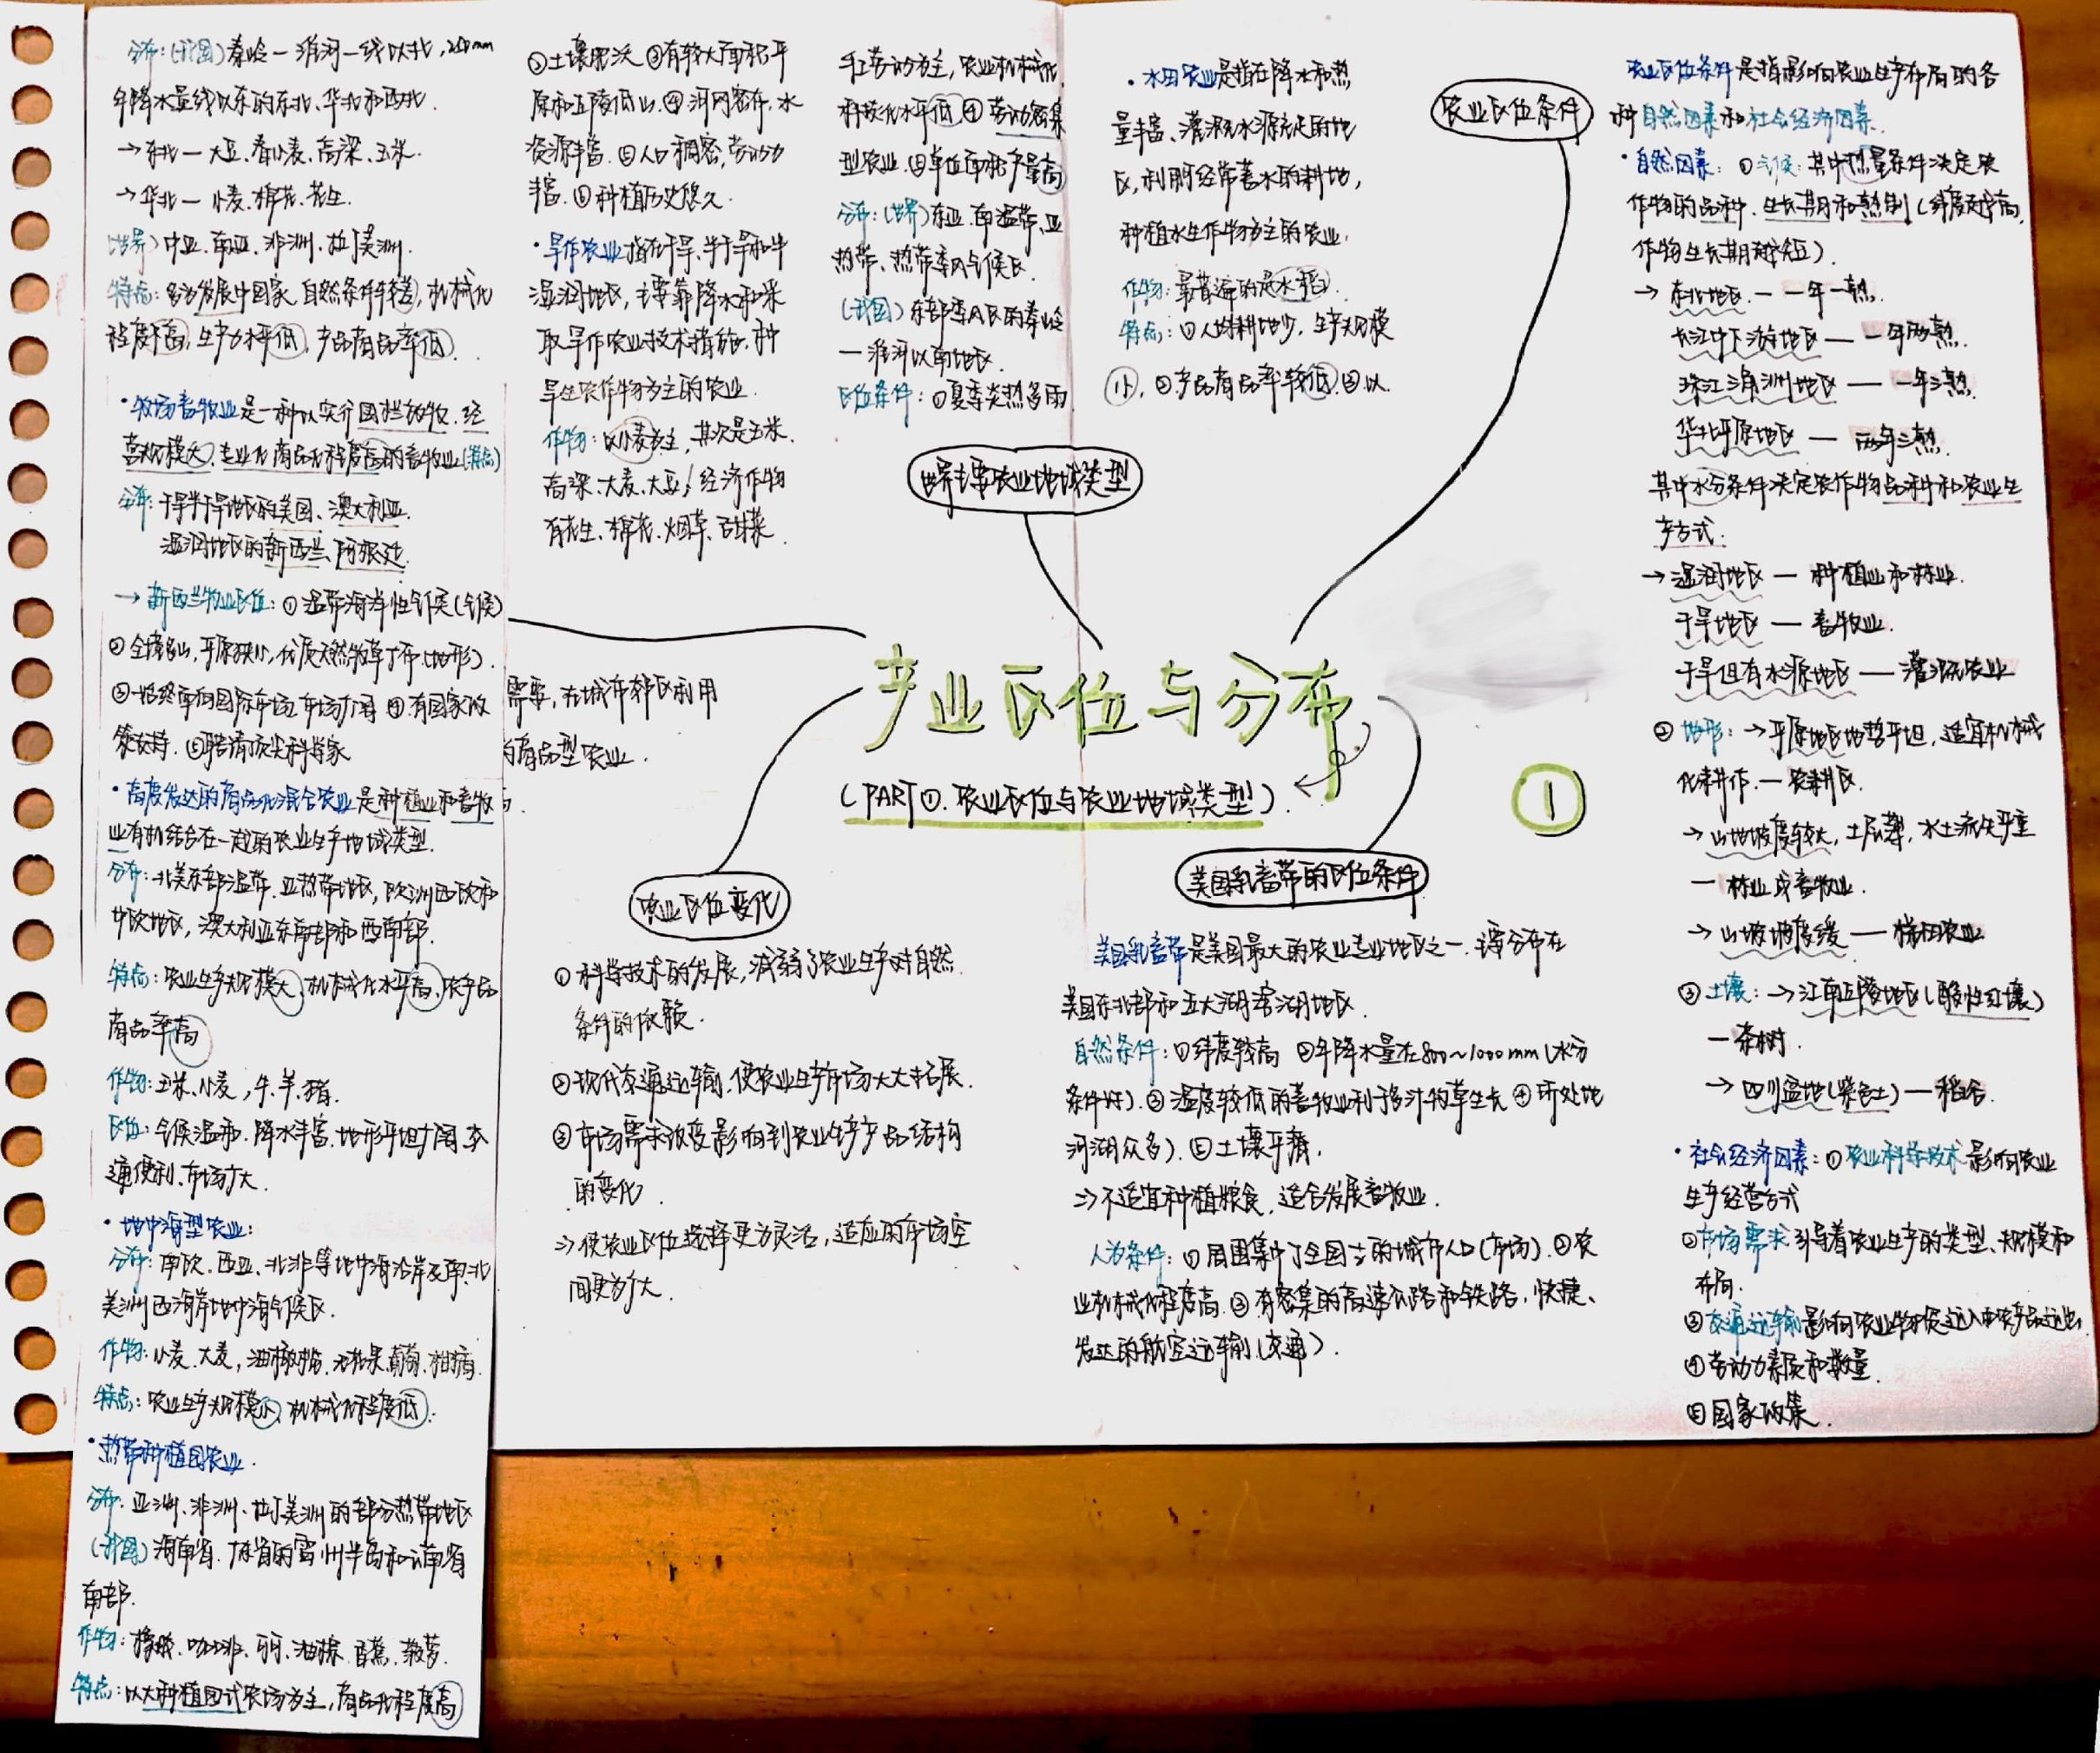 产业区位与分布
(PART①.农业区位与农业地域类型)
①
农业区位条件
农业区位条件是指影响农业生产布局的各
种自然因素和社会经济因素.
·自然因素:①气候:其中热量条件决定农
作物的品种.生长期和熟制(纬度越高,
作物生长期越短).
→东北地区——一年一熟.
长江中下游地区——一年两熟.
珠江三角洲地区——一年三熟.
华北平原地区——两年三熟.
其中水分条件决定农作物品种和农业生
产方式.
→湿润地区—种植业和林业.
干旱地区—畜牧业.
干旱但有水源地区—灌溉农业
②地形:→平原地区地势平坦,适宜机械
化耕作.—农耕区.
→山地坡度较大,土层薄,水土流失严重
—林业或畜牧业.
→山坡坡度缓—梯田农业
③土壤:→江南丘陵地区(酸性红壤)
—茶树.
→四川盆地(紫色土)—稻谷.
·社会经济因素:①农业科学技术影响农业
生产经营方式
②市场需求引导着农业生产的类型、规模和
布局.
③交通运输影响农业物资运入和农产品运出.
④劳动力素质和数量.
⑤国家政策.
世界主要农业地域类型
·水田农业是指在降水和热
量丰富、灌溉水源充足的地
区,利用经常蓄水的耕地,
种植水生作物为主的农业.
作物:最普遍的是水稻.
特点:①人均耕地少,生产规模
小,②产品商品率较低.③以
手工劳动为主,农业机械化,
科技化水平低④劳动密集
型农业.⑤单位面积产量高
分布:(世界)东亚.南温带、亚
热带、热带季风气候区.
(我国)东部季风区的秦岭
—淮河以南地区.
区位条件:①夏季炎热多雨
②土壤肥沃③有较大面积平
原和丘陵低山.④河网密布,水
资源丰富.⑤人口稠密,劳动力
丰富.⑥种植历史悠久.
·旱作农业指在干旱、半干旱和半
湿润地区,主要靠降水和采
取旱作农业技术措施,种
旱生农作物为主的农业.
作物:以小麦为主,其次是玉米.
高粱、大麦、大豆/经济作物
有花生、棉花、烟草、甜菜.
分布:(我国)秦岭—淮河一线以北,250mm
年降水量线以东的东北、华北和西北.
→东北—大豆、春小麦、高粱、玉米.
→华北—小麦.棉花.花生.
(世界)中亚.南亚.非洲、拉丁美洲.
特点:多为发展中国家,自然条件较差,机械化
程度不高,生产力水平低,产品商品率低.
·牧场畜牧业是一种以实行围栏放牧.经
营规模大.专业化商品化程度高的畜牧业(特点)
分布:干旱半干旱地区的美国、澳大利亚
湿润地区的新西兰、阿根廷.
→新西兰牧业区位:①温带海洋性气候(气候)
②全境多山,平原狭小,优质天然牧草广布(地形).
③始终面向国际市场,市场广阔④有国家政
策支持.⑤聘请顶尖科学家
·高度发达的商品化混合农业是种植业和畜牧
业有机结合在一起的农业生产地域类型.
分布:北美东部温带.亚热带地区,欧洲西欧和
中欧地区,澳大利亚东南部和西南部.
特点:农业生产规模大,机械化水平高,农产品
商品率高
作物:玉米、小麦,牛.羊.猪.
区位:气候温和.降水丰富.地形平坦广阔.交
通便利、市场广大.
·地中海型农业:
分布:南欧.西亚.北非等地中海沿岸及南、北
美洲西海岸地中海气候区.
作物:小麦.大麦,油橄榄.无花果.葡萄.柑橘.
特点:农业生产规模小,机械化程度低.
·热带种植园农业.
分布:亚洲、非洲、拉丁美洲的部分热带地区
(我国)海南省.广东省的雷州半岛和云南省
南部.
作物:橡胶、咖啡、可可、油棕.香蕉.菠萝.
特点:以大种植园式农场为主,商品化程度高
需要,在城市郊区利用
的商品型农业.
农业区位变化
①科学技术的发展,减弱了农业生产对自然
条件的依赖.
②现代交通运输,使农业生产市场大大拓展.
③市场需求改变影响到农业生产产品结构
的变化.
⇒使农业区位选择更为灵活,适应的市场空
间更为广大.
美国乳畜带的区位条件
美国乳畜带是美国最大的农业专业地区之一.主要分布在
美国东北部和五大湖滨湖地区.
自然条件:①纬度较高②年降水量在800~1000mm(水分
条件好).③温度较低的畜牧业利于多汁牧草生长④所处地
河湖众多).⑤土壤平瘠,
⇒不适宜种植粮食,适合发展畜牧业.
人为条件:①周围集中了全国½的城市人口(市场).②农
业机械化程度高.③有密集的高速公路和铁路,快捷、
发达的航空运输(交通).